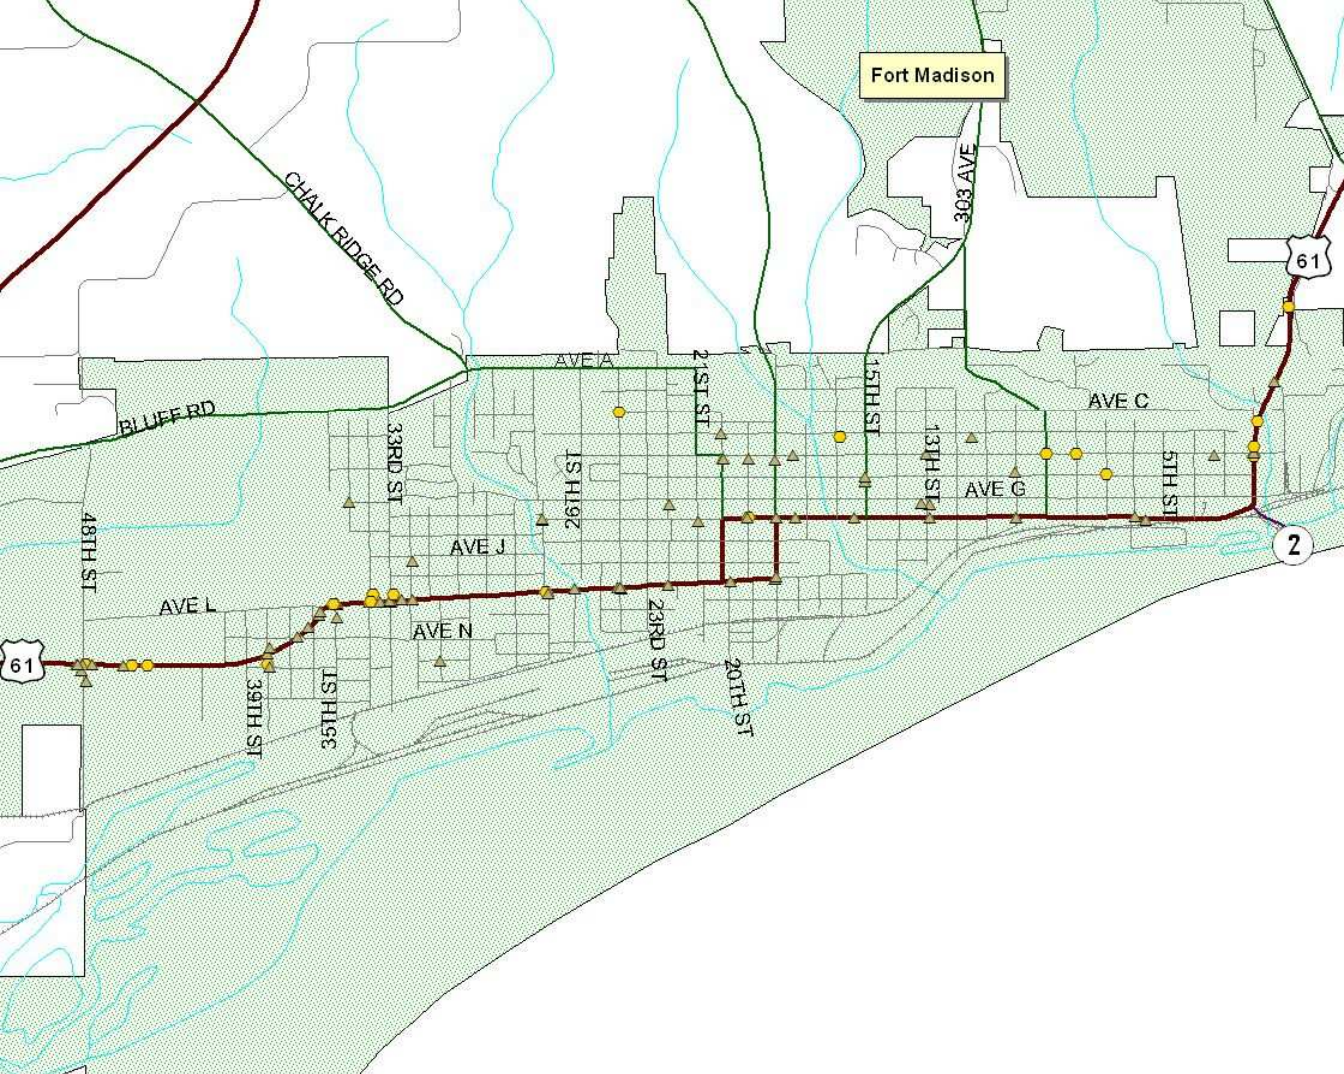 Fort Madison
303 AVE
CHALK RIDGE RD
61
AVE A
21ST ST
15TH ST
AVE C
BLUFF RD
33RD ST
26TH ST
13TH ST
5TH ST
AVE G
48TH ST
AVE J
2
AVE L
23RD ST
AVE N
61
20TH ST
39TH ST
35TH ST